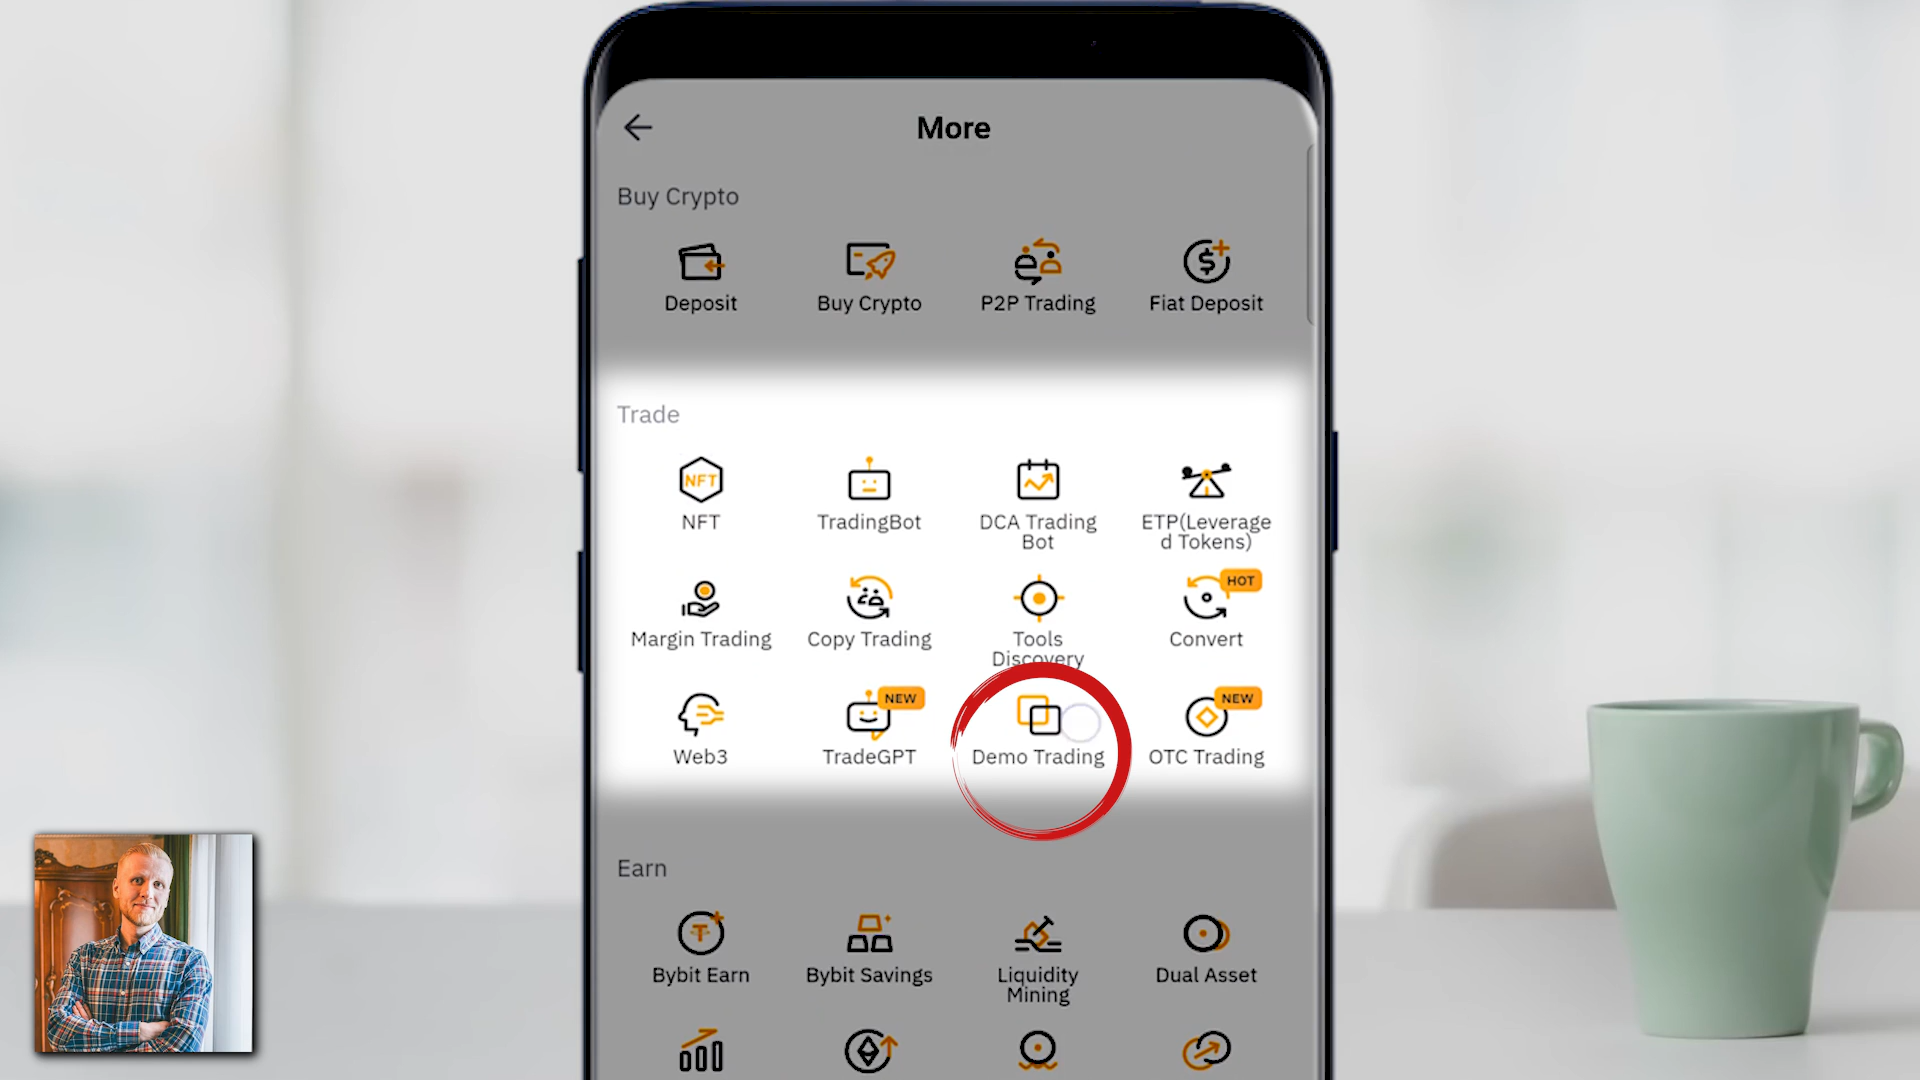 More
Buy Crypto
Deposit
Buy Crypto
P2P Trading
Fiat Deposit
Trade
NFT
NFT
TradingBot
DCA Trading
Bot
ETP(Leverage
d Tokens)
Margin Trading
Copy Trading
Tools
Discovery
HOT
Convert
Web3
NEW
TradeGPT
Demo Trading
NEW
OTC Trading
Earn
Bybit Earn
Bybit Savings
Liquidity
Mining
Dual Asset